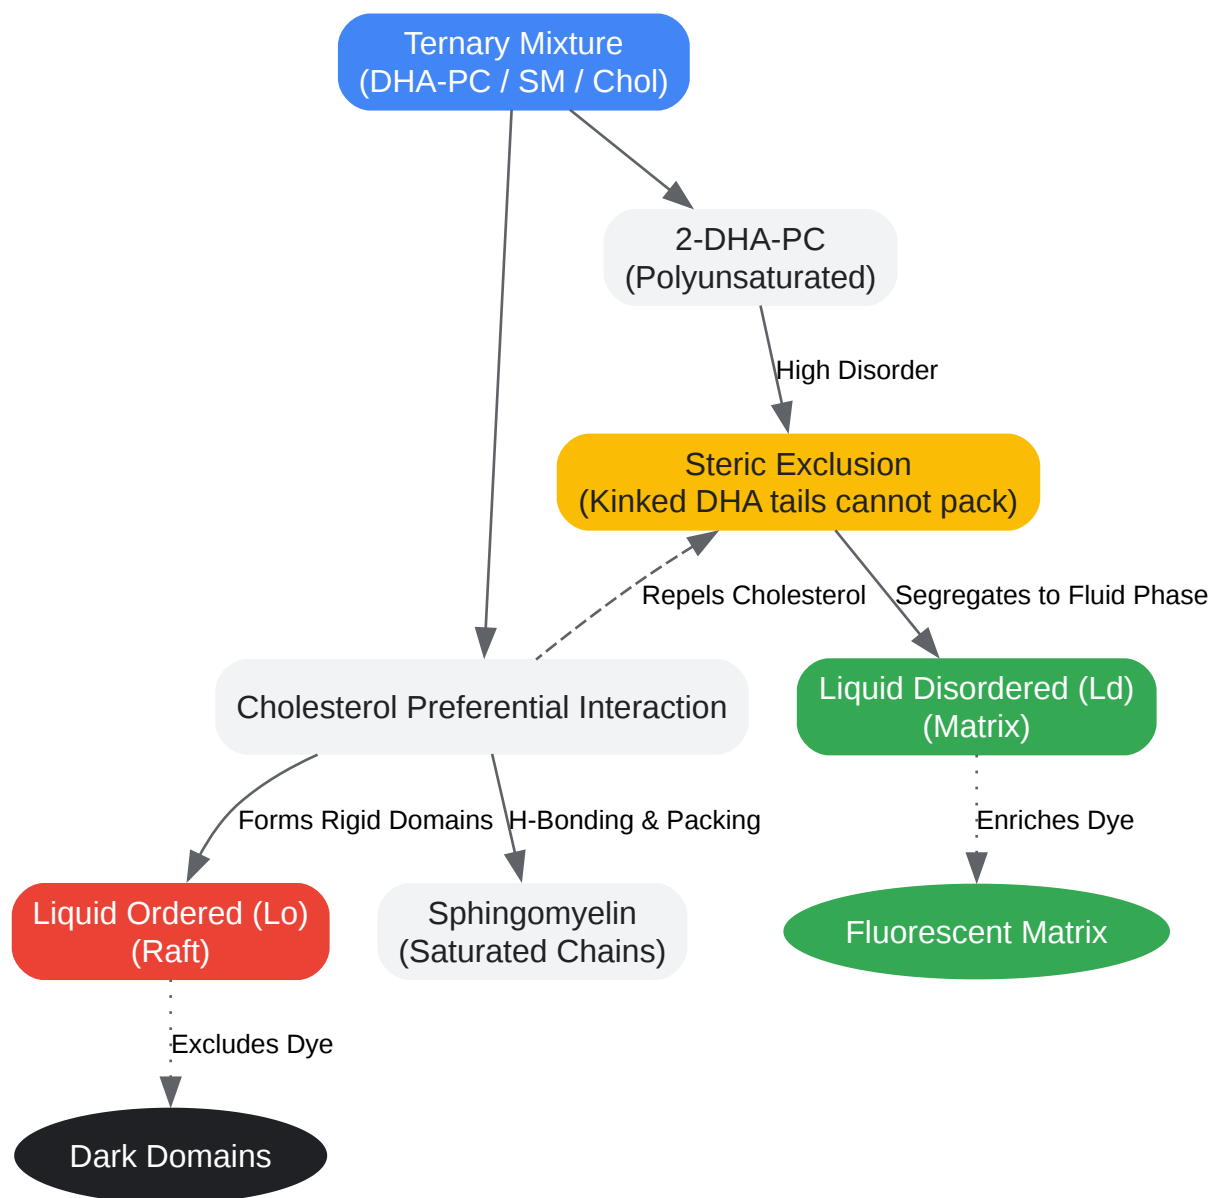 Ternary Mixture
(DHA-PC / SM / Chol)
2-DHA-PC
(Polyunsaturated)
High Disorder
Steric Exclusion
(Kinked DHA tails cannot pack)
Repels Cholesterol
Segregates to Fluid Phase
Cholesterol Preferential Interaction
Liquid Disordered (Ld)
(Matrix)
Forms Rigid Domains
H-Bonding & Packing
Enriches Dye
Liquid Ordered (Lo)
(Raft)
Sphingomyelin
(Saturated Chains)
Fluorescent Matrix
Excludes Dye
Dark Domains